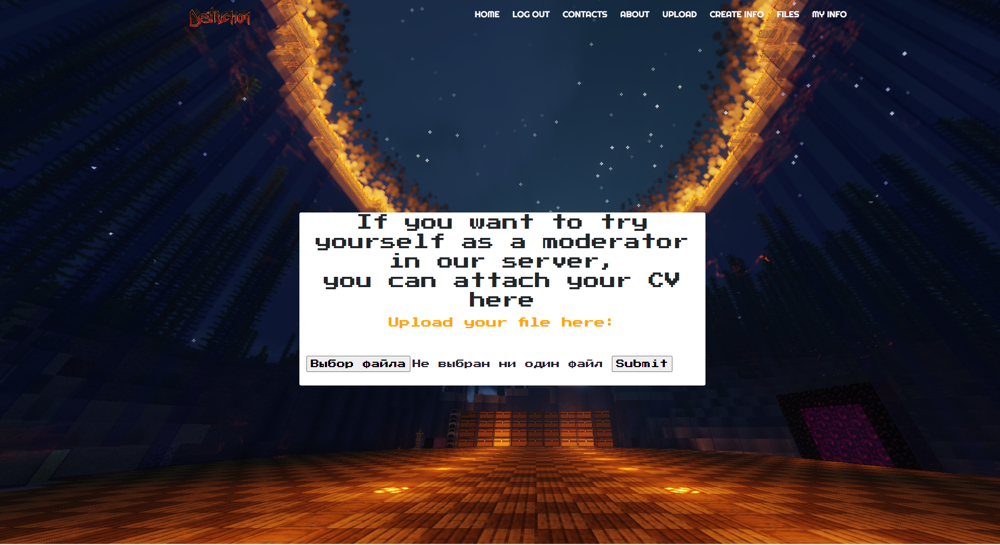 Destruction
HOME LOG OUT CONTACTS ABOUT UPLOAD CREATE INFO FILES MY INFO
If you want to try
yourself as a moderator
in our server,
you can attach your CV
here
Upload your file here:
Выбор файла Не выбран ни один файл Submit